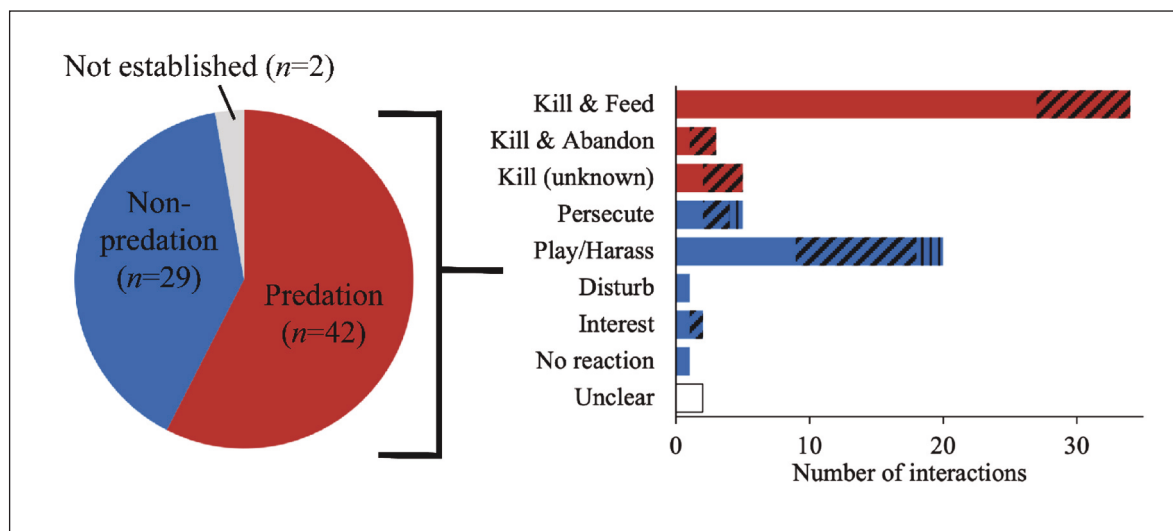 Not established (n=2)
Non-
predation
(n=29)
Predation
(n=42)
Kill & Feed
Kill & Abandon
Kill (unknown)
Persecute
Play/Harass
Disturb
Interest
No reaction
Unclear
0 10 20 30
Number of interactions